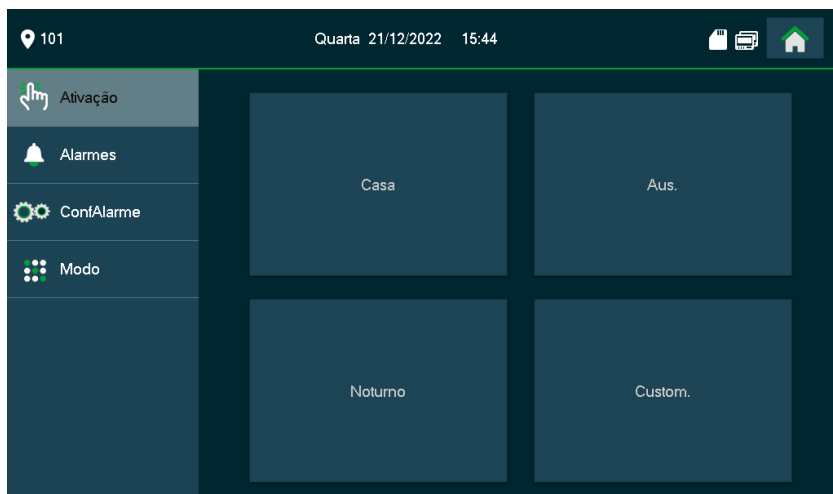 101
Quarta 21/12/2022 15:44
Ativação
Alarmes
ConfAlarme
Modo
Casa
Aus.
Noturno
Custom.